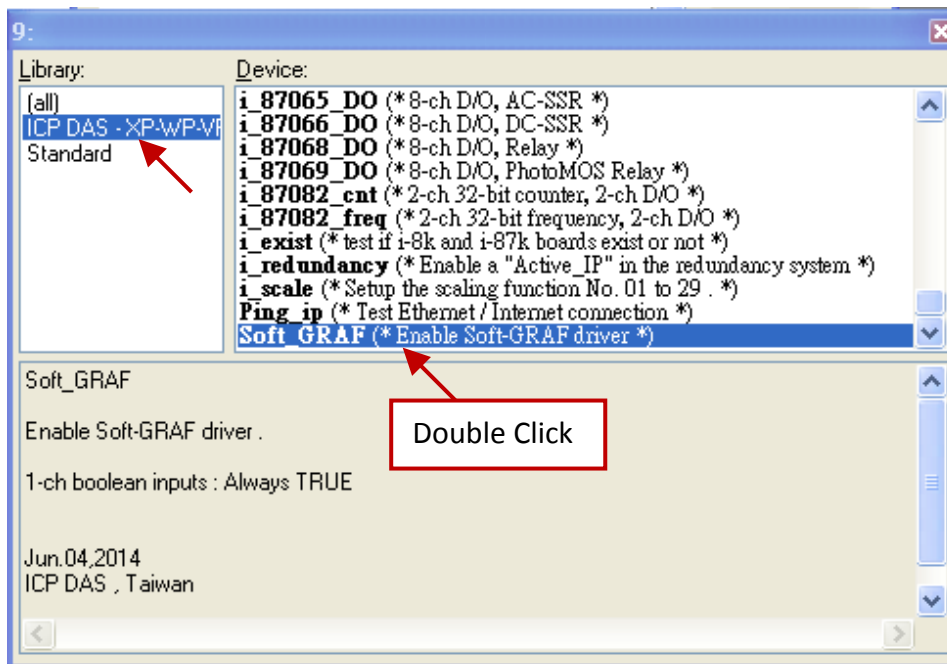 9:
Library:
Device:
(all)
ICP DAS - XP-WP-VP
Standard
i_87065_DO (* 8-ch D/O, AC-SSR *)
i_87066_DO (* 8-ch D/O, DC-SSR *)
i_87068_DO (* 8-ch D/O, Relay *)
i_87069_DO (* 8-ch D/O, PhotoMOS Relay *)
i_87082_cnt (* 2-ch 32-bit counter, 2-ch D/O *)
i_87082_freq (* 2-ch 32-bit frequency, 2-ch D/O *)
i_exist (* test if i-8k and i-87k boards exist or not *)
i_redundancy (* Enable a "Active_IP" in the redundancy system *)
i_scale (* Setup the scaling function No. 01 to 29 . *)
Ping_ip (* Test Ethernet / Internet connection *)
Soft_GRAF (* Enable Soft-GRAF driver *)
Double Click
Soft_GRAF
Enable Soft-GRAF driver .
1-ch boolean inputs : Always TRUE
Jun.04,2014
ICP DAS , Taiwan